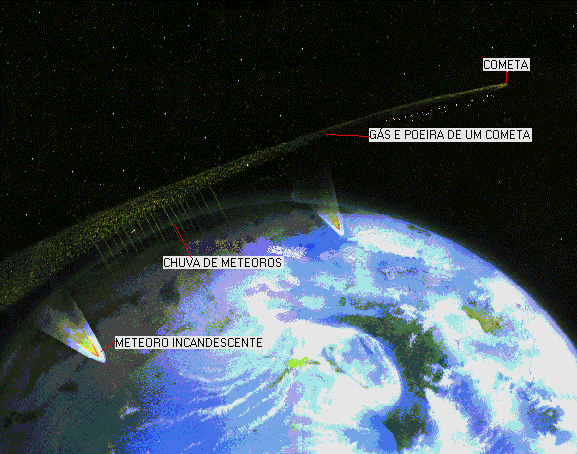 COMETA
GÁS E POEIRA DE UM COMETA
CHUVA DE METEOROS
METEORO INCANDESCENTE